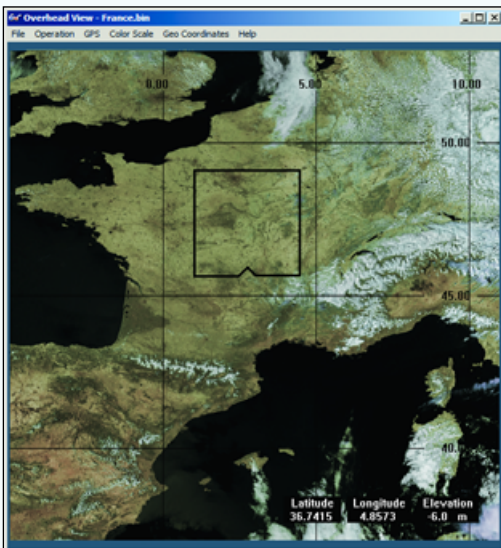 Overhead View - France.bin
File Operation GPS Color Scale Geo Coordinates Help
0.00 5.00 10.00
50.00
45.00
40.00
Latitude Longitude Elevation
36.7415 4.8573 -6.0 m